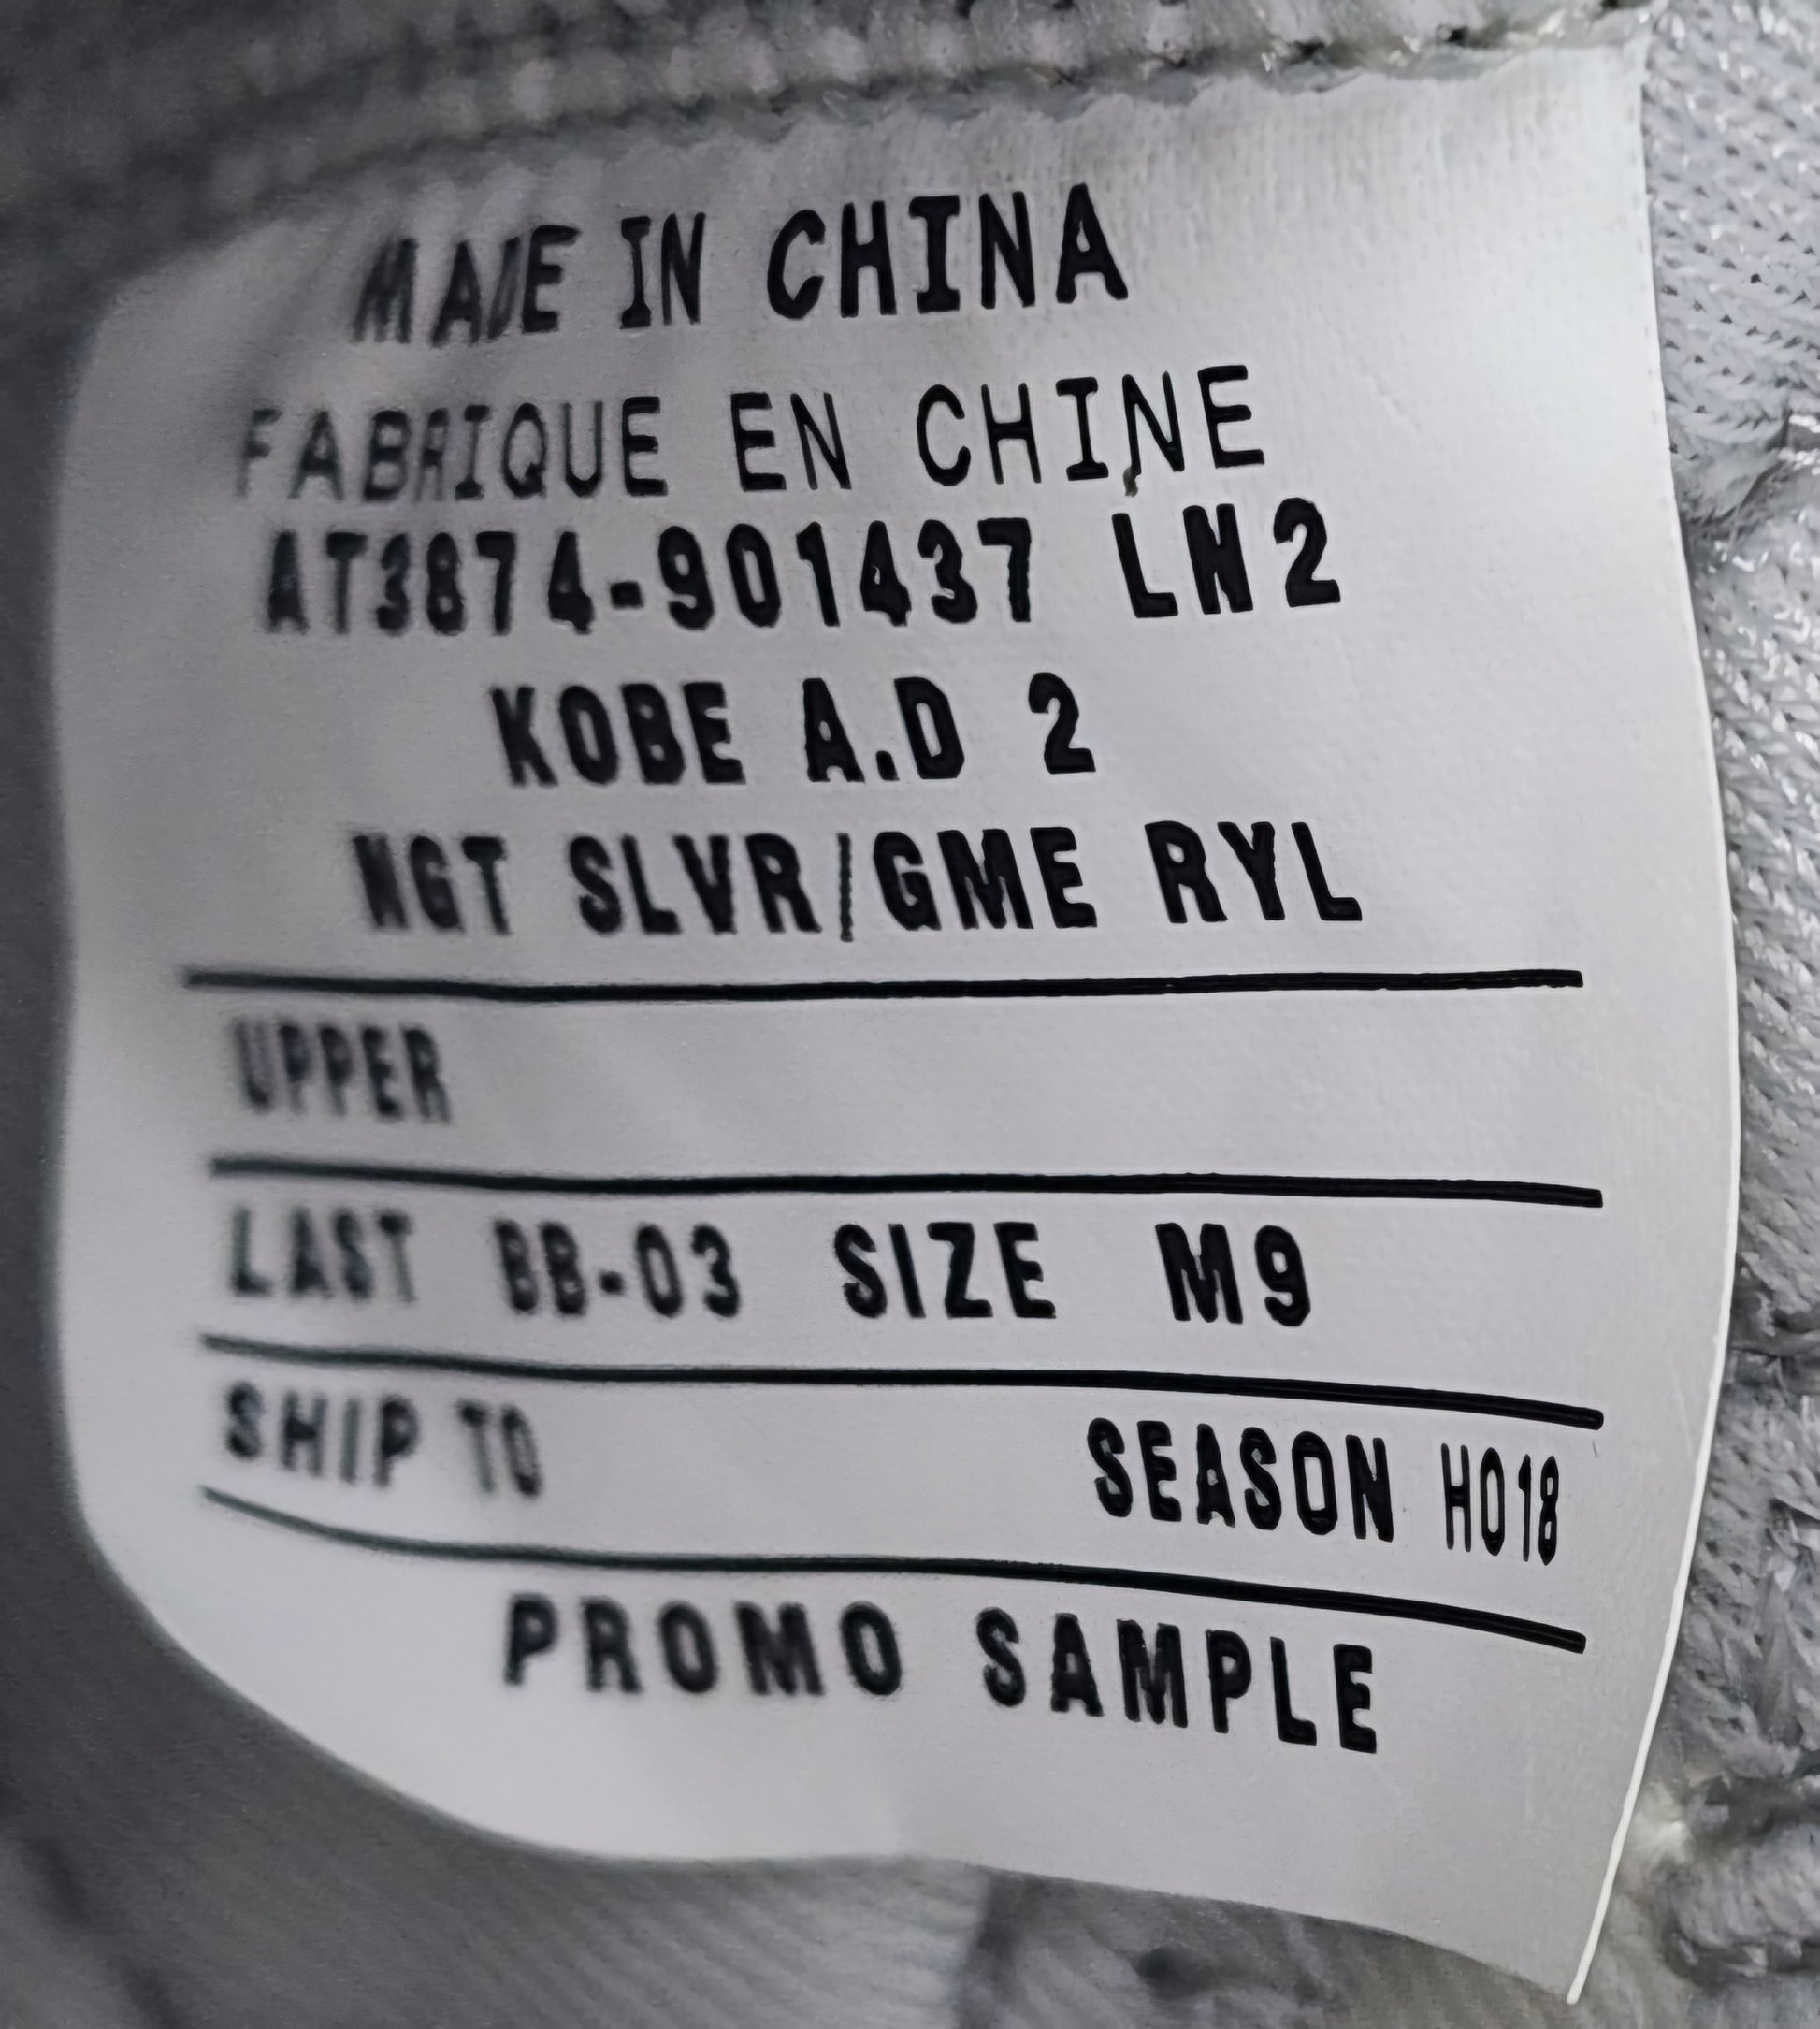 MADE IN CHINA
FABRIQUE EN CHINE
AT3874-901437 LN2
KOBE A.D 2
NGT SLVR/GME RYL
UPPER
LAST BB-03 SIZE M9
SHIP TO SEASON HO18
PROMO SAMPLE